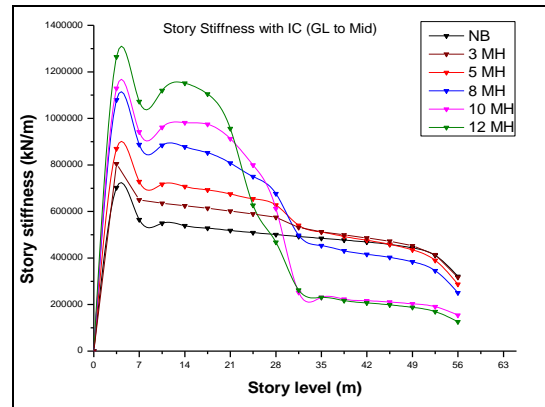 Story Stiffness with IC (GL to Mid)
NB
3 MH
5 MH
8 MH
10 MH
12 MH
Story stiffness (kN/m)
1400000
1200000
1000000
800000
600000
400000
200000
0
0 7 14 21 28 35 42 49 56 63
Story level (m)